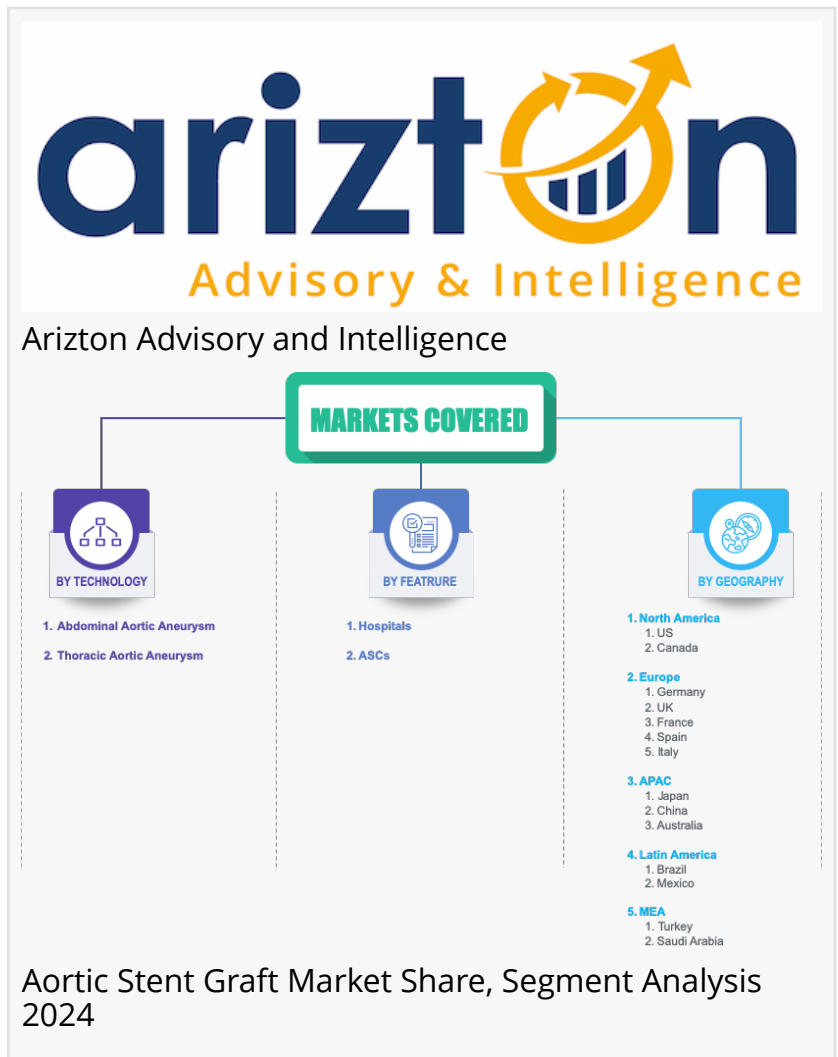 arizton
Advisory & Intelligence
Arizton Advisory and Intelligence
MARKETS COVERED
BY TECHNOLOGY
1. Abdominal Aortic Aneurysm
2. Thoracic Aortic Aneurysm
BY FEATRURE
1. Hospitals
2. ASCs
BY GEOGRAPHY
1. North America
1. US
2. Canada
2. Europe
1. Germany
2. UK
3. France
4. Spain
5. Italy
3. APAC
1. Japan
2. China
3. Australia
4. Latin America
1. Brazil
2. Mexico
5. MEA
1. Turkey
2. Saudi Arabia
Aortic Stent Graft Market Share, Segment Analysis
2024